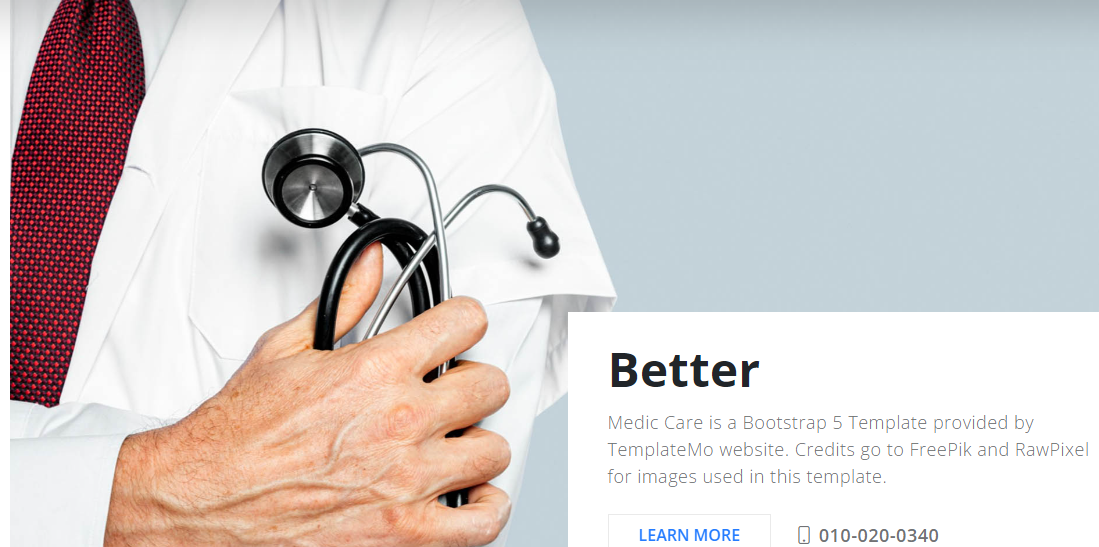 Better
Medic Care is a Bootstrap 5 Template provided by
TemplateMo website. Credits go to FreePik and RawPixel
for images used in this template.
LEARN MORE 010-020-0340